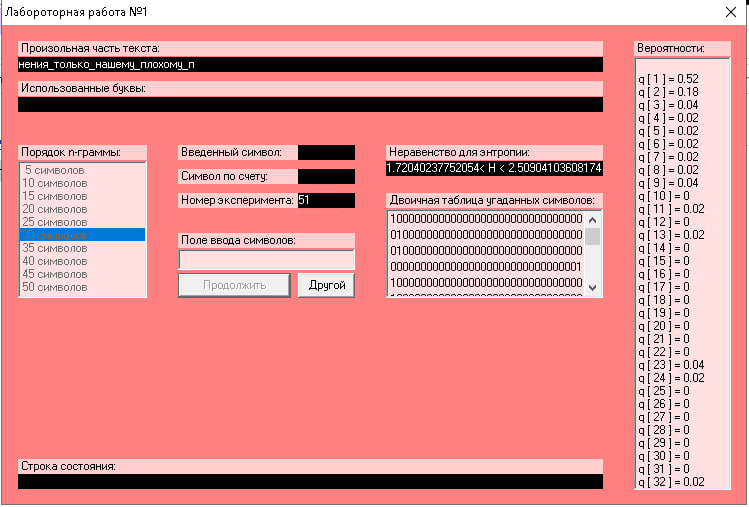 Лабороторная работа №1
Произольная часть текста:
нения_только_нашему_плохому_п
Использованные буквы:
Порядок n-граммы:
5 символов
10 символов
15 символов
20 символов
25 символов
30 символов
35 символов
40 символов
45 символов
50 символов
Введенный символ:
Символ по счету:
Номер эксперимента: 51
Поле ввода символов:
Продолжить
Другой
Неравенство для энтропии:
1.72040237752054< H < 2.50904103608174
Двоичная таблица угаданных символов:
10000000000000000000000000000000
01000000000000000000000000000000
01000000000000000000000000000000
00000000000000000000000000000001
10000000000000000000000000000000
Вероятности:
q [ 1 ] = 0.52
q [ 2 ] = 0.18
q [ 3 ] = 0.04
q [ 4 ] = 0.02
q [ 5 ] = 0.02
q [ 6 ] = 0.02
q [ 7 ] = 0.02
q [ 8 ] = 0.02
q [ 9 ] = 0.04
q [ 10 ] = 0
q [ 11 ] = 0.02
q [ 12 ] = 0
q [ 13 ] = 0.02
q [ 14 ] = 0
q [ 15 ] = 0
q [ 16 ] = 0
q [ 17 ] = 0
q [ 18 ] = 0
q [ 19 ] = 0
q [ 20 ] = 0
q [ 21 ] = 0
q [ 22 ] = 0
q [ 23 ] = 0.04
q [ 24 ] = 0.02
q [ 25 ] = 0
q [ 26 ] = 0
q [ 27 ] = 0
q [ 28 ] = 0
q [ 29 ] = 0
q [ 30 ] = 0
q [ 31 ] = 0
q [ 32 ] = 0.02
Строка состояния: